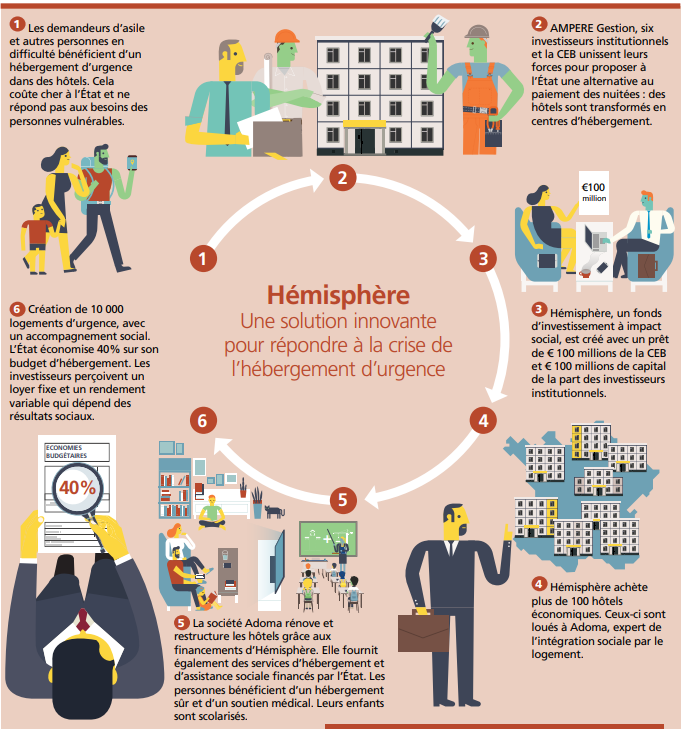 1 Les demandeurs d'asile
et autres personnes en
difficulté bénéficient d'un
hébergement d'urgence
dans des hôtels. Cela
coûte cher à l'État et ne
répond pas aux besoins des
personnes vulnérables.
2 AMPERE Gestion, six
investisseurs institutionnels
et la CEB unissent leurs
forces pour proposer à
l'État une alternative au
paiement des nuitées : des
hôtels sont transformés en
centres d'hébergement.
€100
million
2
1
3
Hémisphère
Une solution innovante
pour répondre à la crise de
l'hébergement d'urgence
6
4
5
3 Hémisphère, un fonds
d'investissement à impact
social, est créé avec un prêt
de € 100 millions de la CEB
et € 100 millions de capital
de la part des investisseurs
institutionnels.
6 Création de 10 000
logements d'urgence, avec
un accompagnement social.
L'État économise 40% sur son
budget d'hébergement. Les
investisseurs perçoivent un
loyer fixe et un rendement
variable qui dépend des
résultats sociaux.
ECONOMIES
BUDGÉTAIRES
40%
4 Hémisphère achète
plus de 100 hôtels
économiques. Ceux-ci sont
loués à Adoma, expert de
l'intégration sociale par le
logement.
5 La société Adoma rénove et
restructure les hôtels grâce aux
financements d'Hémisphère. Elle fournit
également des services d'hébergement et
d'assistance sociale financés par l'État. Les
personnes bénéficient d'un hébergement
sûr et d'un soutien médical. Leurs enfants
sont scolarisés.